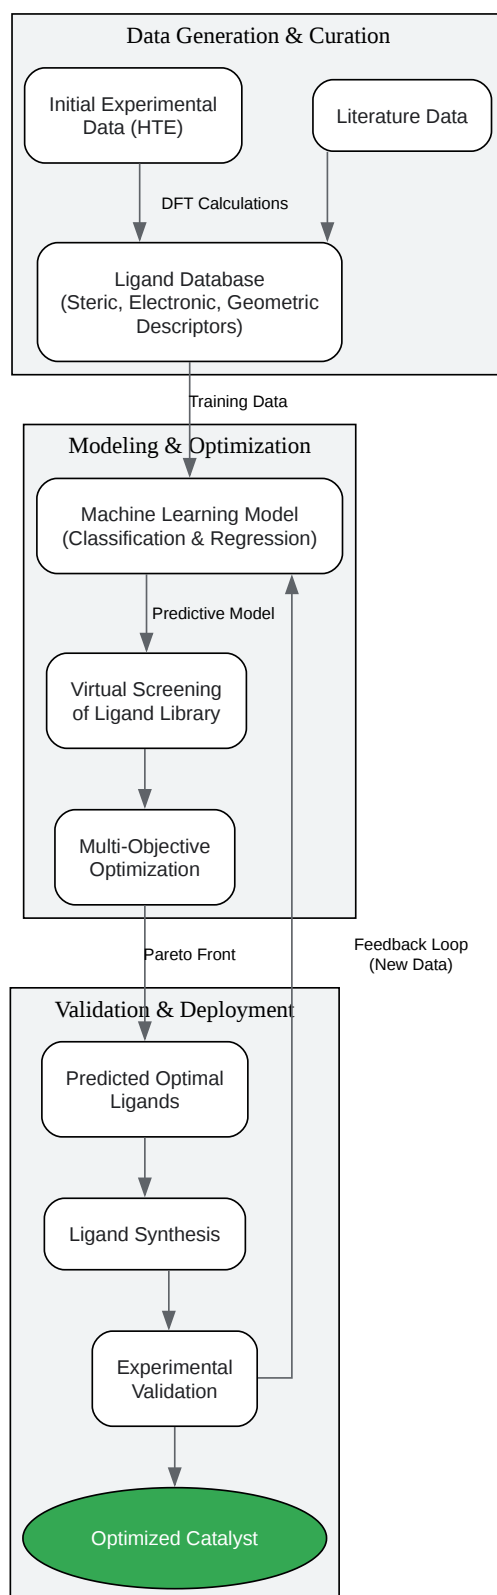 Data Generation & Curation
Initial Experimental
Data (HTE)
Literature Data
DFT Calculations
Ligand Database
(Steric, Electronic, Geometric
Descriptors)
Training Data
Modeling & Optimization
Machine Learning Model
(Classification & Regression)
Predictive Model
Virtual Screening
of Ligand Library
Multi-Objective
Optimization
Pareto Front
Feedback Loop
(New Data)
Validation & Deployment
Predicted Optimal
Ligands
Ligand Synthesis
Experimental
Validation
Optimized Catalyst